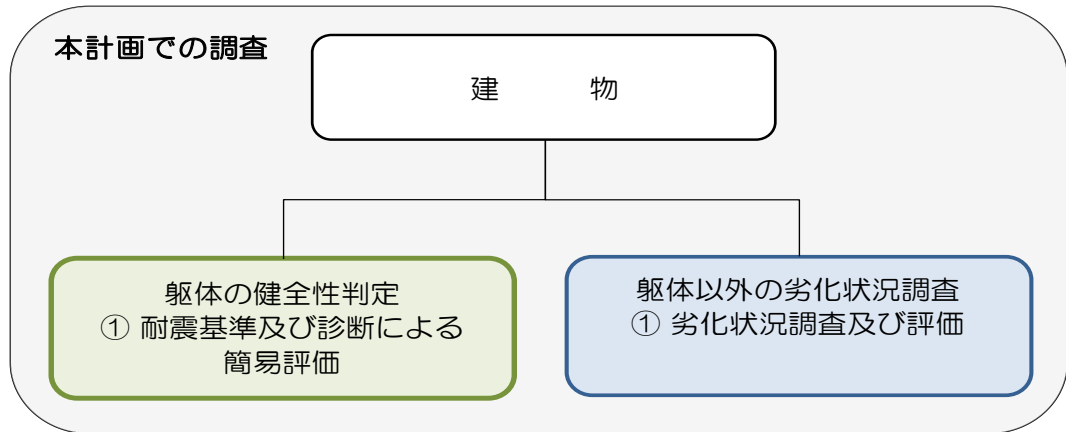 本計画での調査
建　　　物
躯体の健全性判定
① 耐震基準及び診断による
簡易評価
躯体以外の劣化状況調査
① 劣化状況調査及び評価